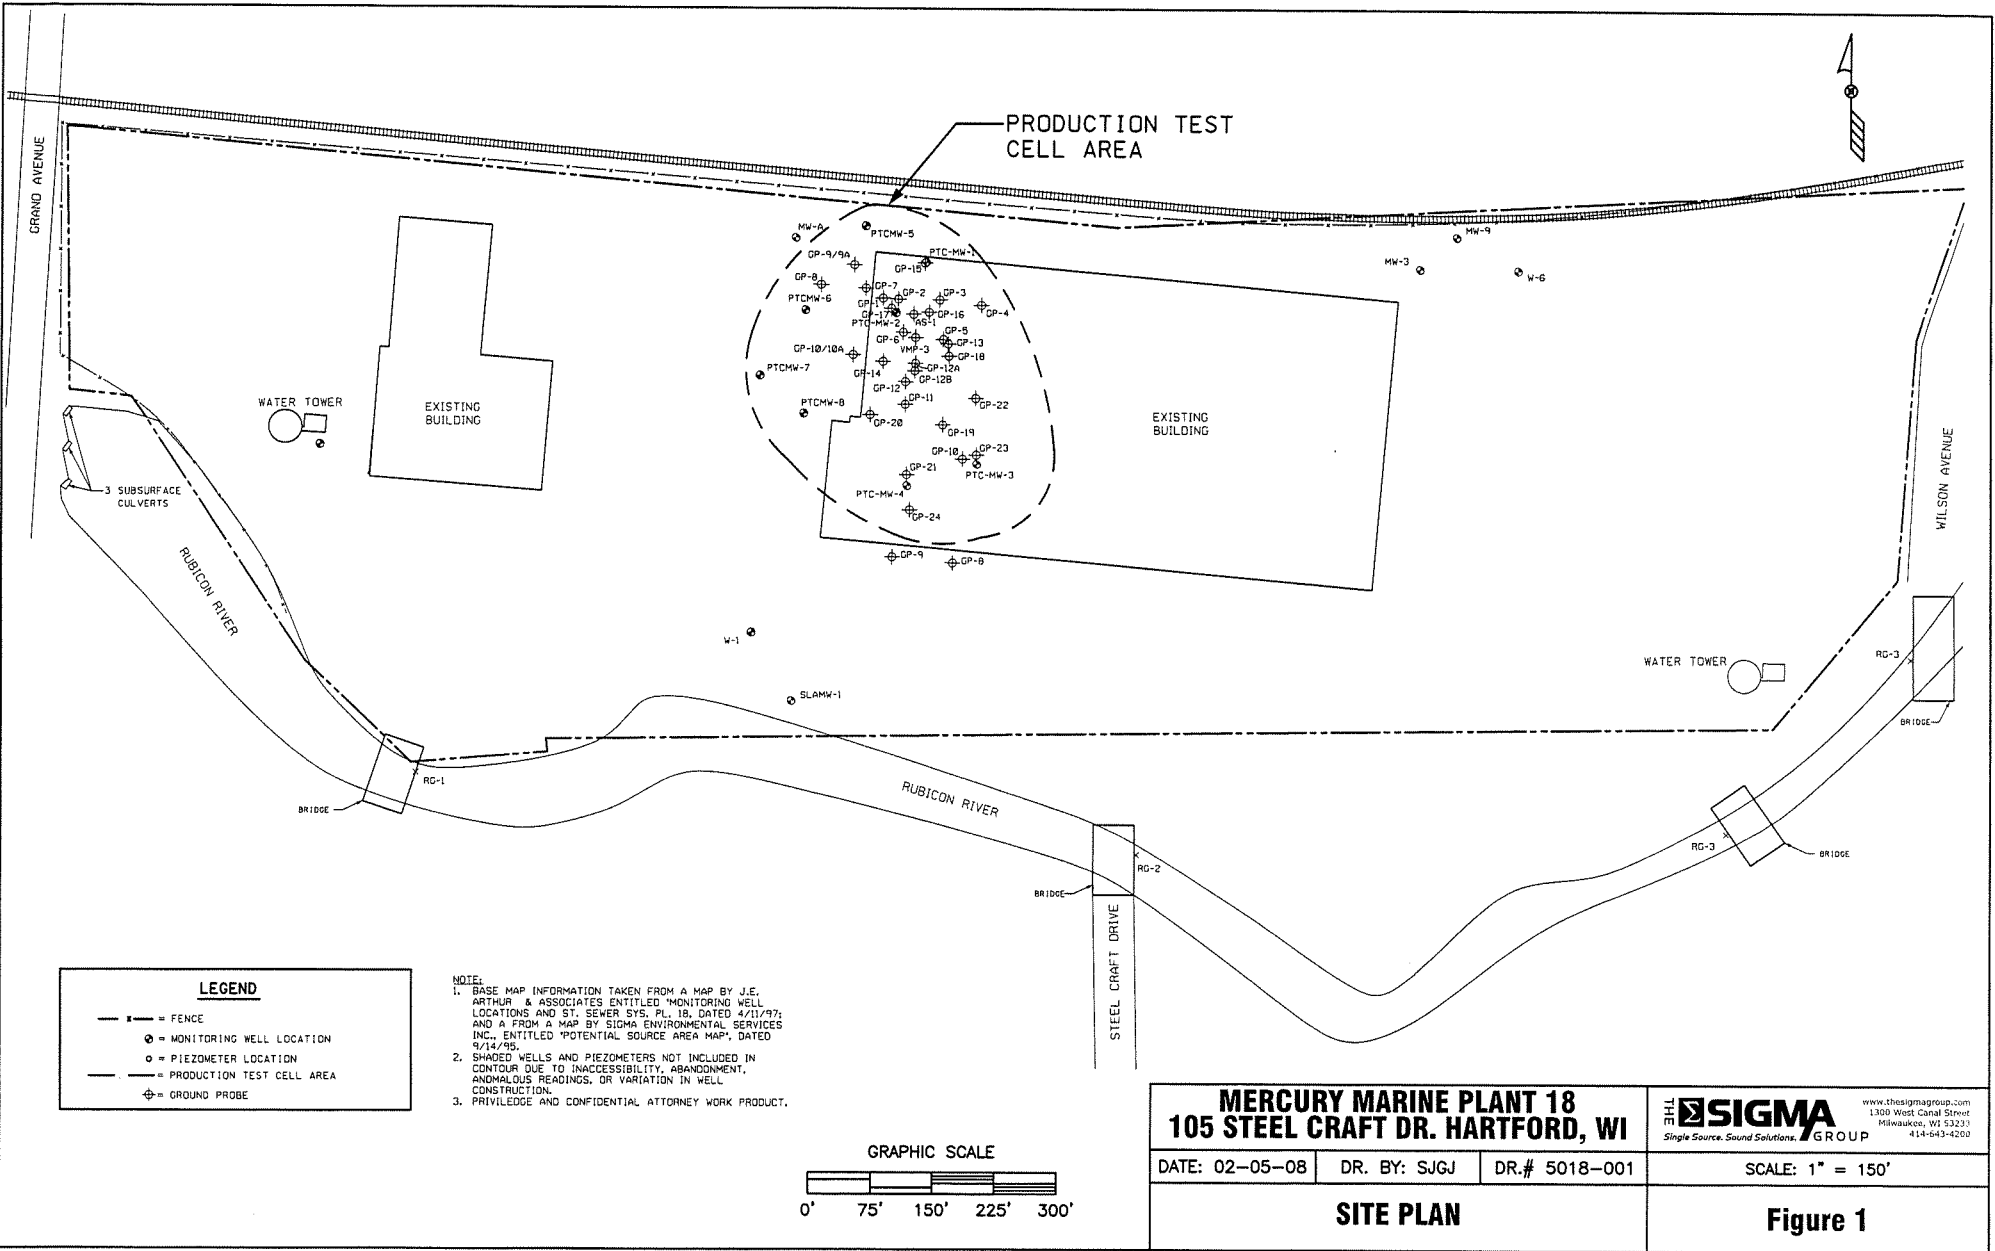 GRAND AVENUE
PRODUCTION TEST
CELL AREA
MW-A
PTCMW-5
MW-9
GP-9/9A
PTC-MW-1
GP-15
MW-3
W-6
GP-8
GP-7
GP-2
GP-3
PTCMW-6
GP-1
GP-4
GP-17
GP-16
PTC-MW-2
AS-1
GP-5
GP-6
GP-13
VMP-3
GP-10/10A
GP-18
GP-14
GP-12A
PTCMW-7
GP-12B
GP-12
GP-11
GP-22
PTCMW-8
GP-20
GP-19
WATER TOWER
EXISTING
BUILDING
EXISTING
BUILDING
GP-10
GP-23
GP-21
PTC-MW-3
PTC-MW-4
GP-24
3 SUBSURFACE
CULVERTS
WILSON AVENUE
RUBICON RIVER
GP-9
GP-8
W-1
SLAMW-1
WATER TOWER
RG-3
BRIDGE
RG-1
BRIDGE
RUBICON RIVER
RG-2
BRIDGE
RG-3
BRIDGE
STEEL CRAFT DRIVE
LEGEND
= FENCE
= MONITORING WELL LOCATION
= PIEZOMETER LOCATION
= PRODUCTION TEST CELL AREA
= GROUND PROBE
NOTE:
1. BASE MAP INFORMATION TAKEN FROM A MAP BY J.E.
ARTHUR & ASSOCIATES ENTITLED "MONITORING WELL
LOCATIONS AND ST. SEWER SYS. PL. 18, DATED 4/11/97;
AND A FROM A MAP BY SIGMA ENVIRONMENTAL SERVICES
INC., ENTITLED "POTENTIAL SOURCE AREA MAP", DATED
9/14/95.
2. SHADED WELLS AND PIEZOMETERS NOT INCLUDED IN
CONTOUR DUE TO INACCESSIBILITY, ABANDONMENT,
ANOMALOUS READINGS, OR VARIATION IN WELL
CONSTRUCTION.
3. PRIVILEDGE AND CONFIDENTIAL ATTORNEY WORK PRODUCT.
GRAPHIC SCALE
0' 75' 150' 225' 300'
MERCURY MARINE PLANT 18
105 STEEL CRAFT DR. HARTFORD, WI
THE SIGMA GROUP
Single Source. Sound Solutions.
www.thesigmagroup.com
1300 West Canal Street
Milwaukee, WI 53233
414-643-4200
DATE: 02-05-08
DR. BY: SJGJ
DR.# 5018-001
SCALE: 1" = 150'
SITE PLAN
Figure 1